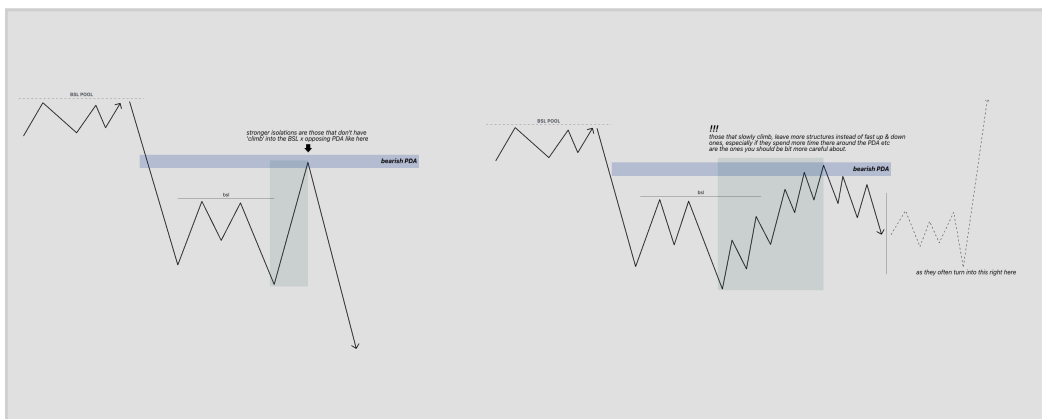 BSL POOL
stronger isolations are those that don't have
'climb' into the BSL x opposing PDA like here
bearish PDA
bsl
BSL POOL
!!!
those that slowly climb, leave more structures instead of fast up & down
ones, especially if they spend more time there around the PDA etc
are the ones you should be bit more careful about.
bearish PDA
bsl
as they often turn into this right here